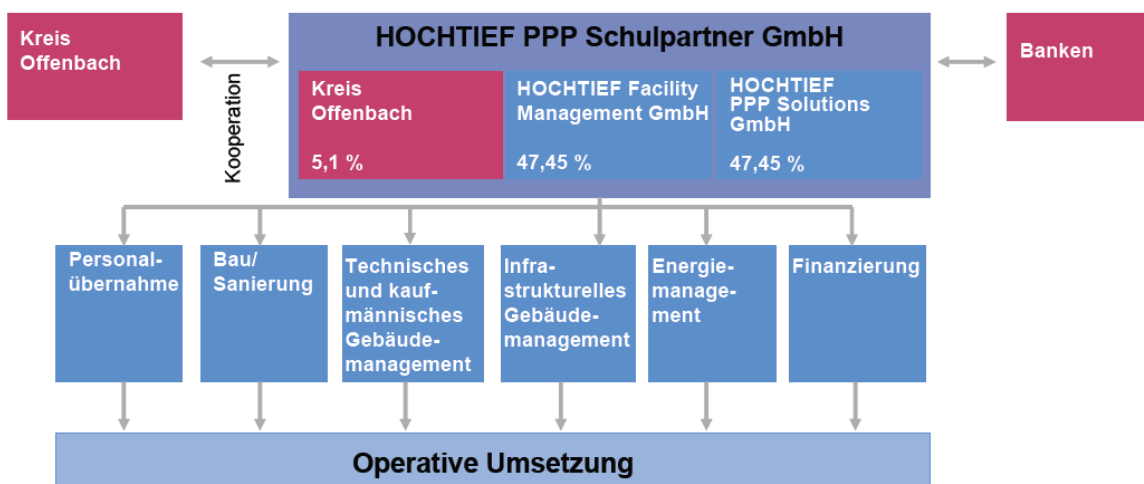 Kreis
Offenbach
Kooperation
HOCHTIEF PPP Schulpartner GmbH
Kreis
Offenbach
5,1 %
HOCHTIEF Facility
Management GmbH
47,45 %
HOCHTIEF
PPP Solutions
GmbH
47,45 %
Banken
Personal-
übernahme
Bau/
Sanierung
Technisches
und kauf-
männisches
Gebäude-
management
Infra-
strukturelles
Gebäude-
management
Energie-
manage-
ment
Finanzierung
Operative Umsetzung